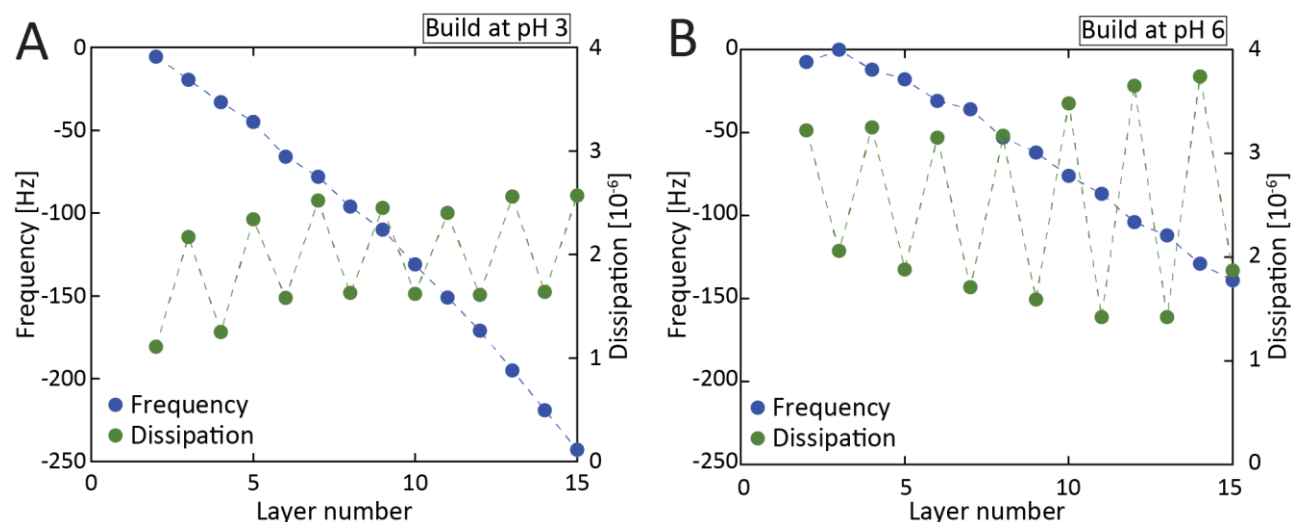 A
Build at pH 3
Frequency [Hz]
0
-50
-100
-150
-200
-250
4
3
2
1
0
Dissipation [10⁻⁶]
Frequency
Dissipation
0
5
10
15
Layer number
B
Build at pH 6
Frequency [Hz]
0
-50
-100
-150
-200
-250
4
3
2
1
0
Dissipation [10⁻⁶]
Frequency
Dissipation
0
5
10
15
Layer number